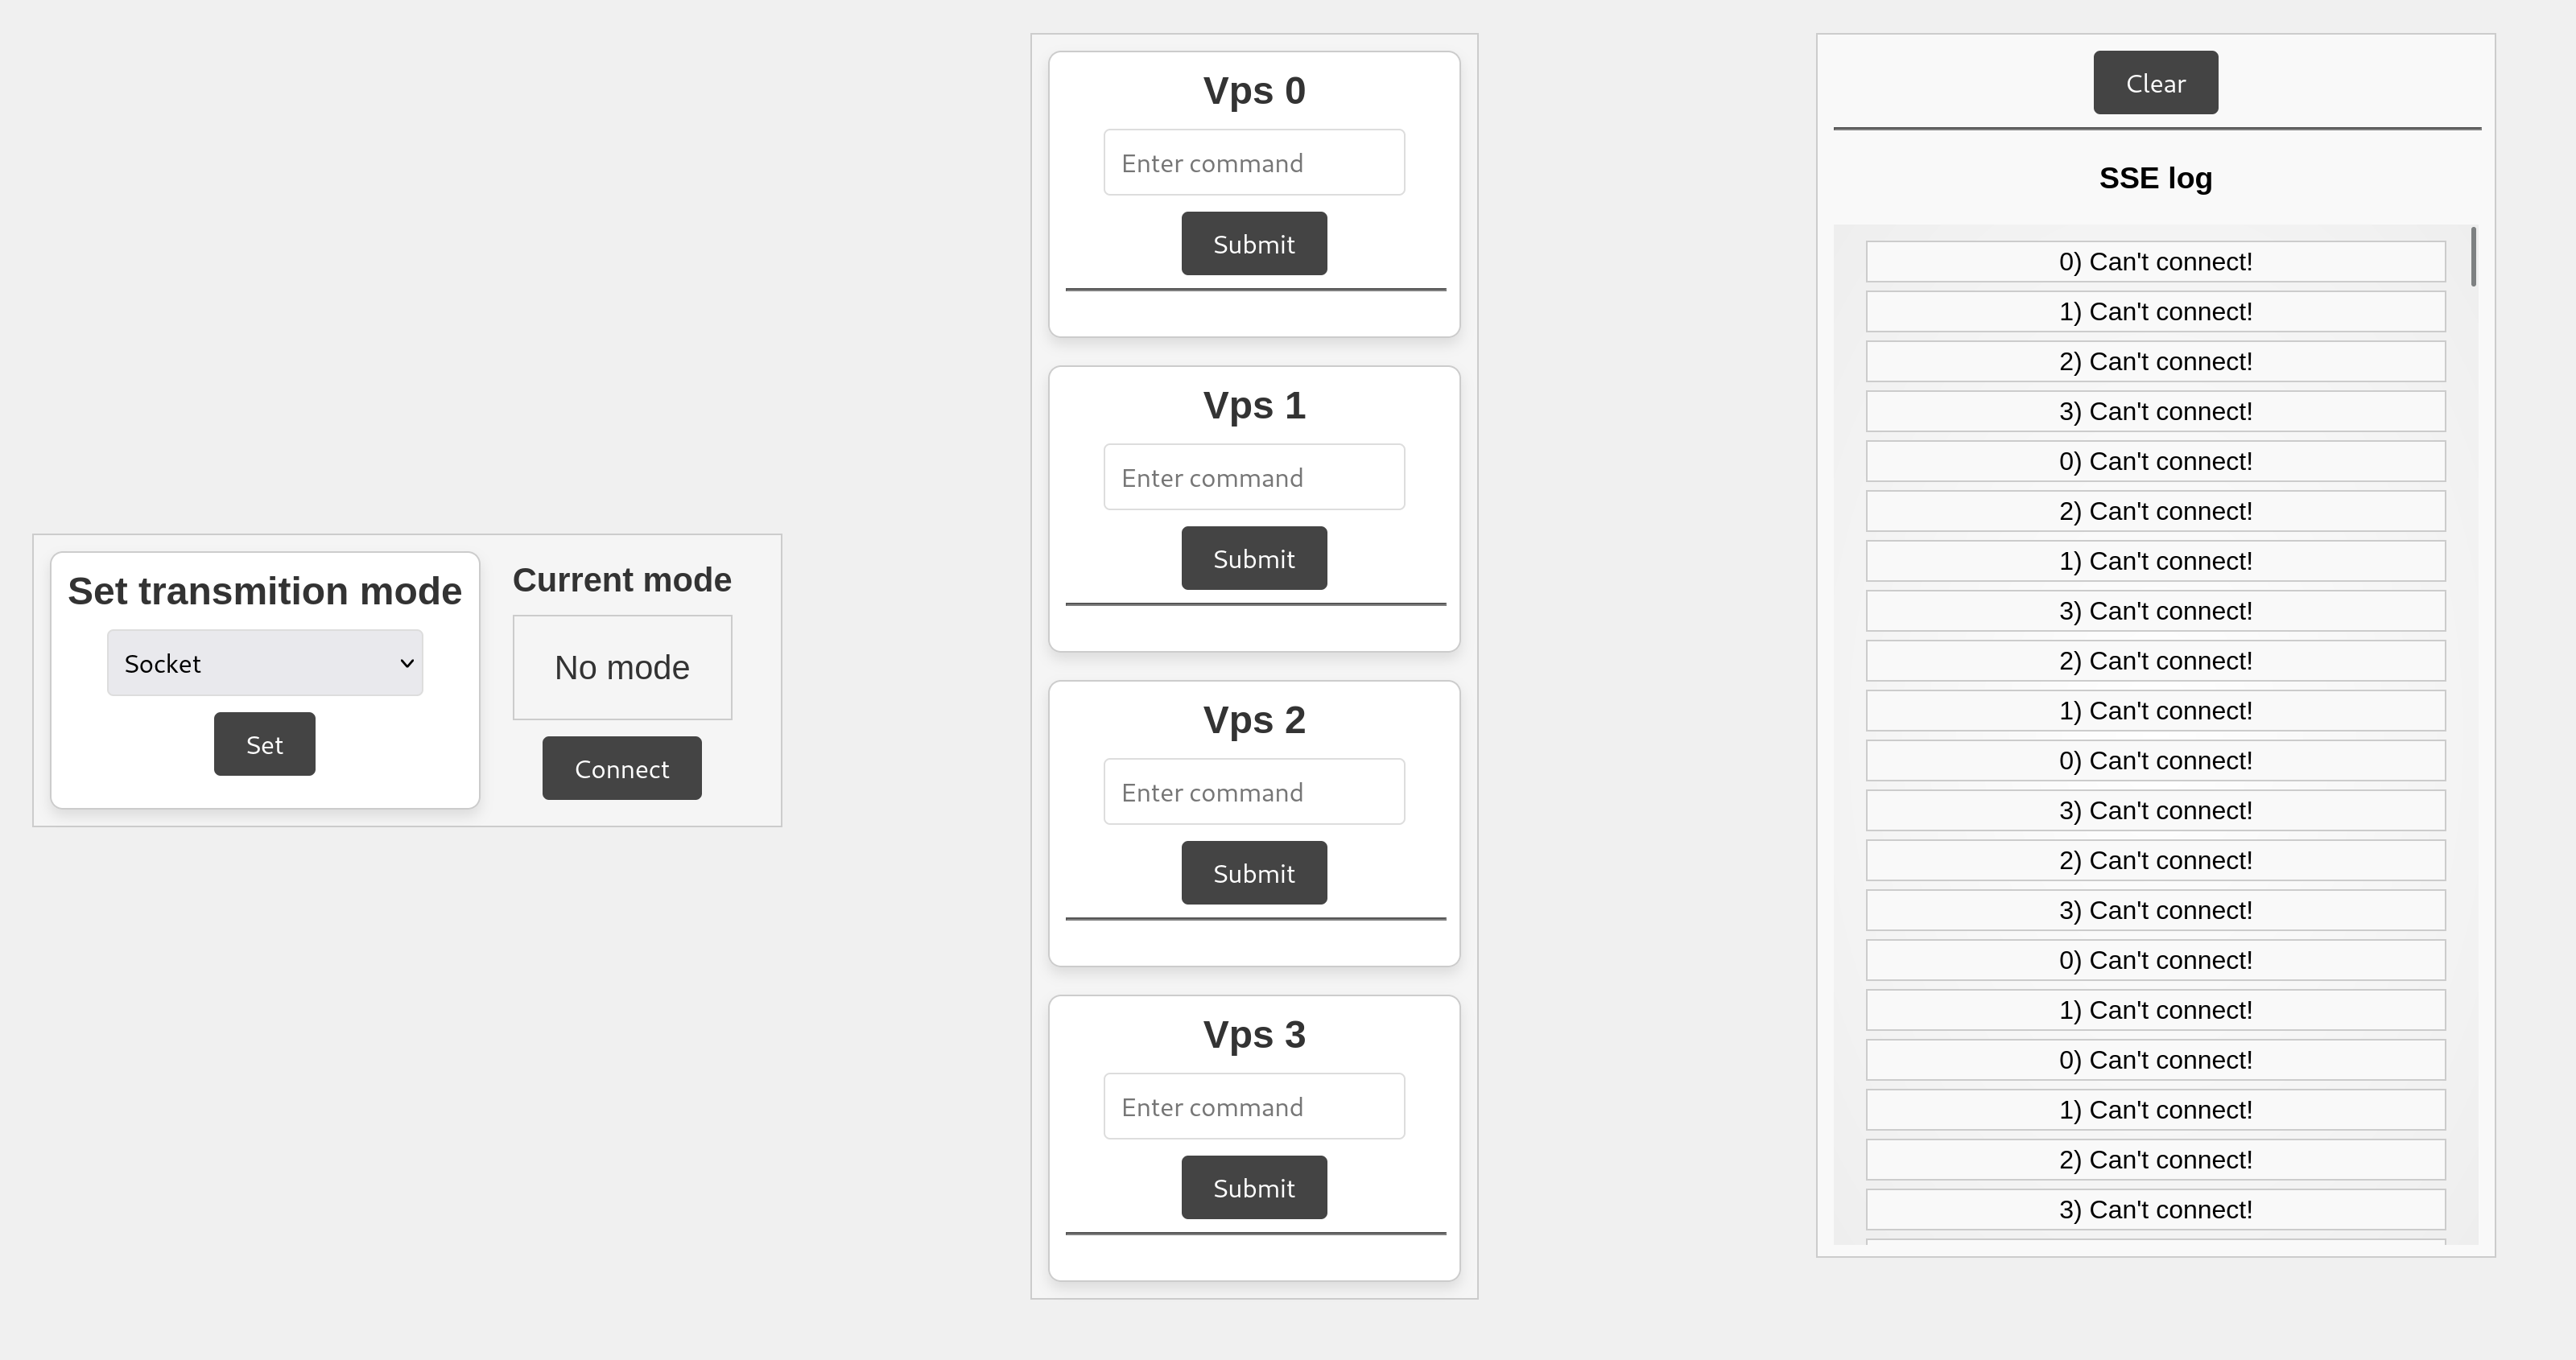 Set transmition mode
Socket
Set
Current mode
No mode
Connect
Vps 0
Enter command
Submit
Vps 1
Enter command
Submit
Vps 2
Enter command
Submit
Vps 3
Enter command
Submit
Clear
SSE log
0) Can't connect!
1) Can't connect!
2) Can't connect!
3) Can't connect!
0) Can't connect!
2) Can't connect!
1) Can't connect!
3) Can't connect!
2) Can't connect!
1) Can't connect!
0) Can't connect!
3) Can't connect!
2) Can't connect!
3) Can't connect!
0) Can't connect!
1) Can't connect!
0) Can't connect!
1) Can't connect!
2) Can't connect!
3) Can't connect!